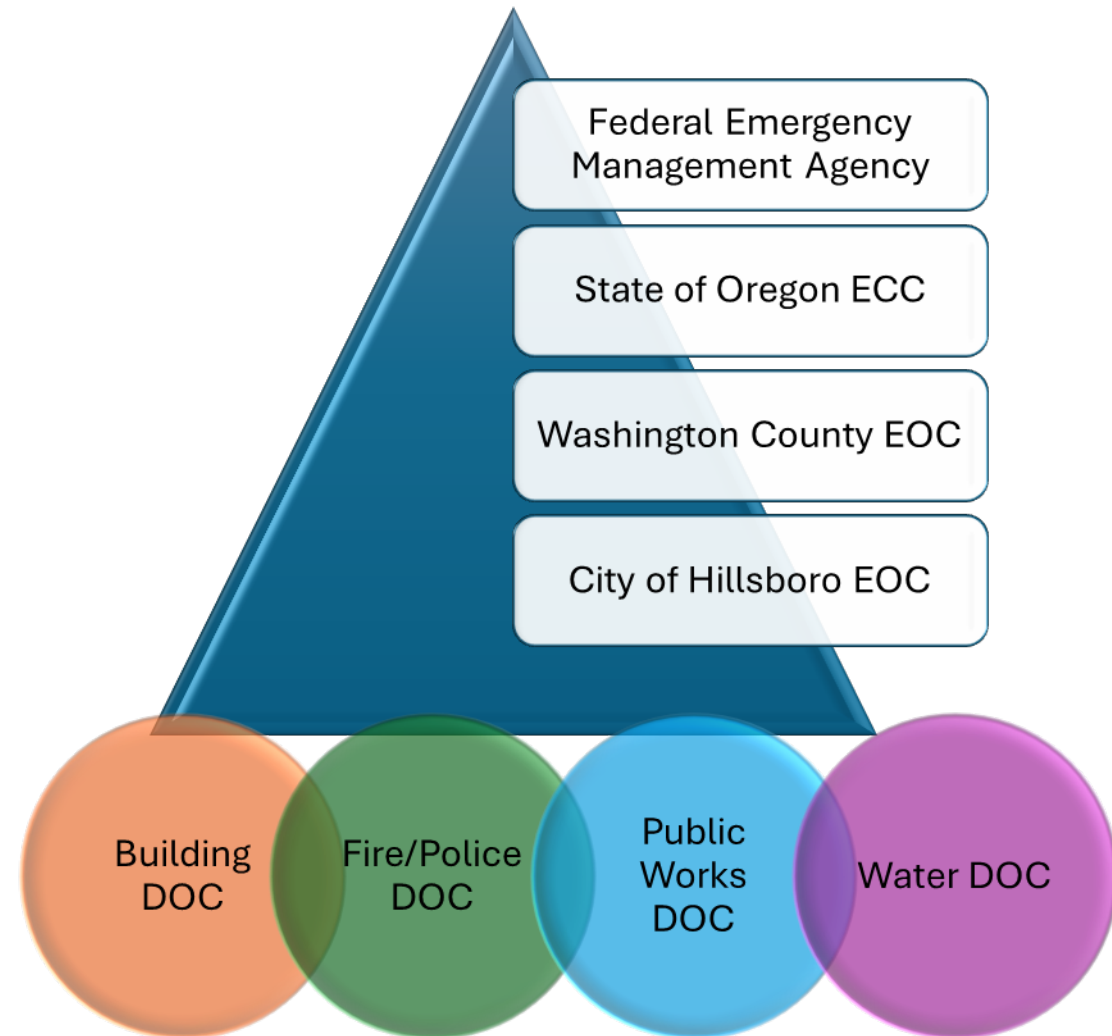 Federal Emergency
Management Agency
State of Oregon ECC
Washington County EOC
City of Hillsboro EOC
Building
DOC
Fire/Police
DOC
Public
Works
DOC
Water DOC